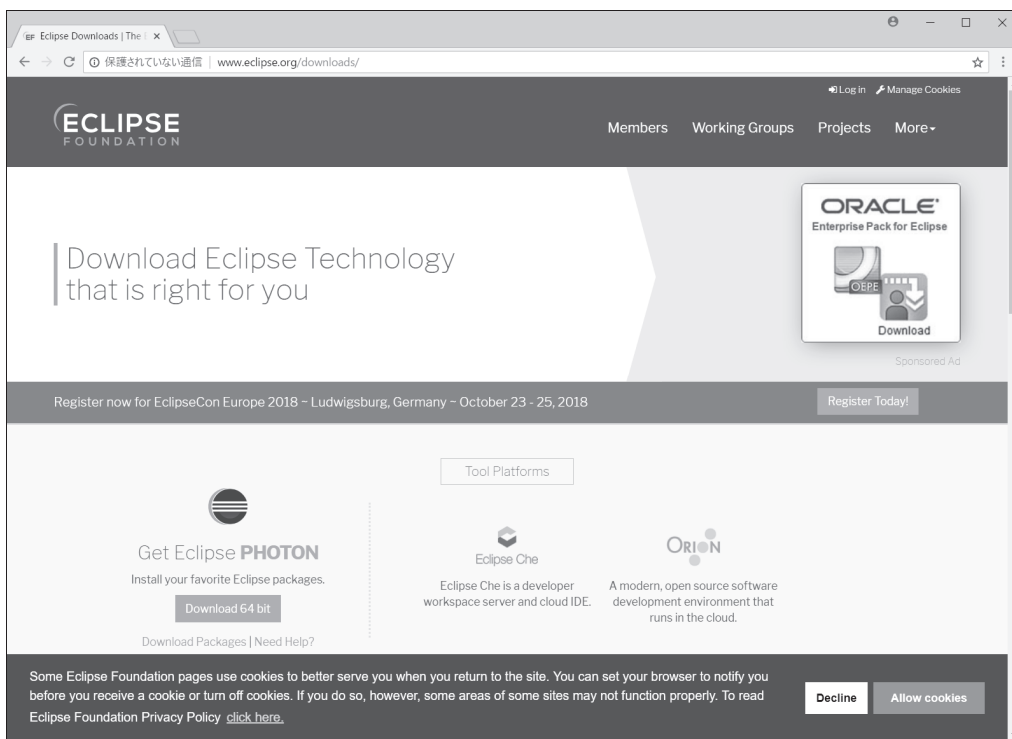 Eclipse Downloads | The
保護されていない通信 | www.eclipse.org/downloads/
Log in Manage Cookies
ECLIPSE
FOUNDATION
Members Working Groups Projects More
Download Eclipse Technology
that is right for you
ORACLE
Enterprise Pack for Eclipse
OEPE
Download
Sponsored Ad
Register now for EclipseCon Europe 2018 ~ Ludwigsburg, Germany ~ October 23 - 25, 2018
Register Today!
Tool Platforms
Get Eclipse PHOTON
Install your favorite Eclipse packages.
Download 64 bit
Download Packages | Need Help?
Eclipse Che
Eclipse Che is a developer
workspace server and cloud IDE.
ORION
A modern, open source software
development environment that
runs in the cloud.
Some Eclipse Foundation pages use cookies to better serve you when you return to the site. You can set your browser to notify you
before you receive a cookie or turn off cookies. If you do so, however, some areas of some sites may not function properly. To read
Eclipse Foundation Privacy Policy click here.
Decline
Allow cookies